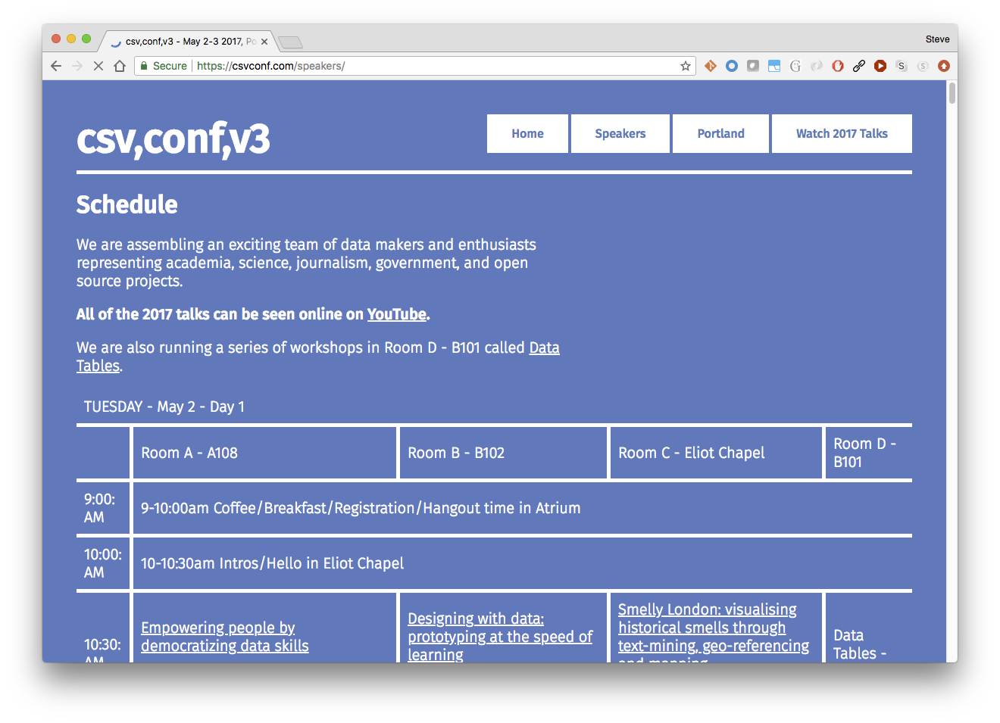 csv,conf,v3 - May 2-3 2017, Po
Steve
Secure https://csvconf.com/speakers/
csv,conf,v3
Home Speakers Portland Watch 2017 Talks
Schedule
We are assembling an exciting team of data makers and enthusiasts
representing academia, science, journalism, government, and open
source projects.
All of the 2017 talks can be seen online on YouTube.
We are also running a series of workshops in Room D - B101 called Data
Tables.
TUESDAY - May 2 - Day 1
Room A - A108
Room B - B102
Room C - Eliot Chapel
Room D -
B101
9:00:
AM
9-10:00am Coffee/Breakfast/Registration/Hangout time in Atrium
10:00:
AM
10-10:30am Intros/Hello in Eliot Chapel
10:30:
AM
Empowering people by
democratizing data skills
Designing with data:
prototyping at the speed of
learning
Smelly London: visualising
historical smells through
text-mining, geo-referencing
and mapping
Data
Tables -